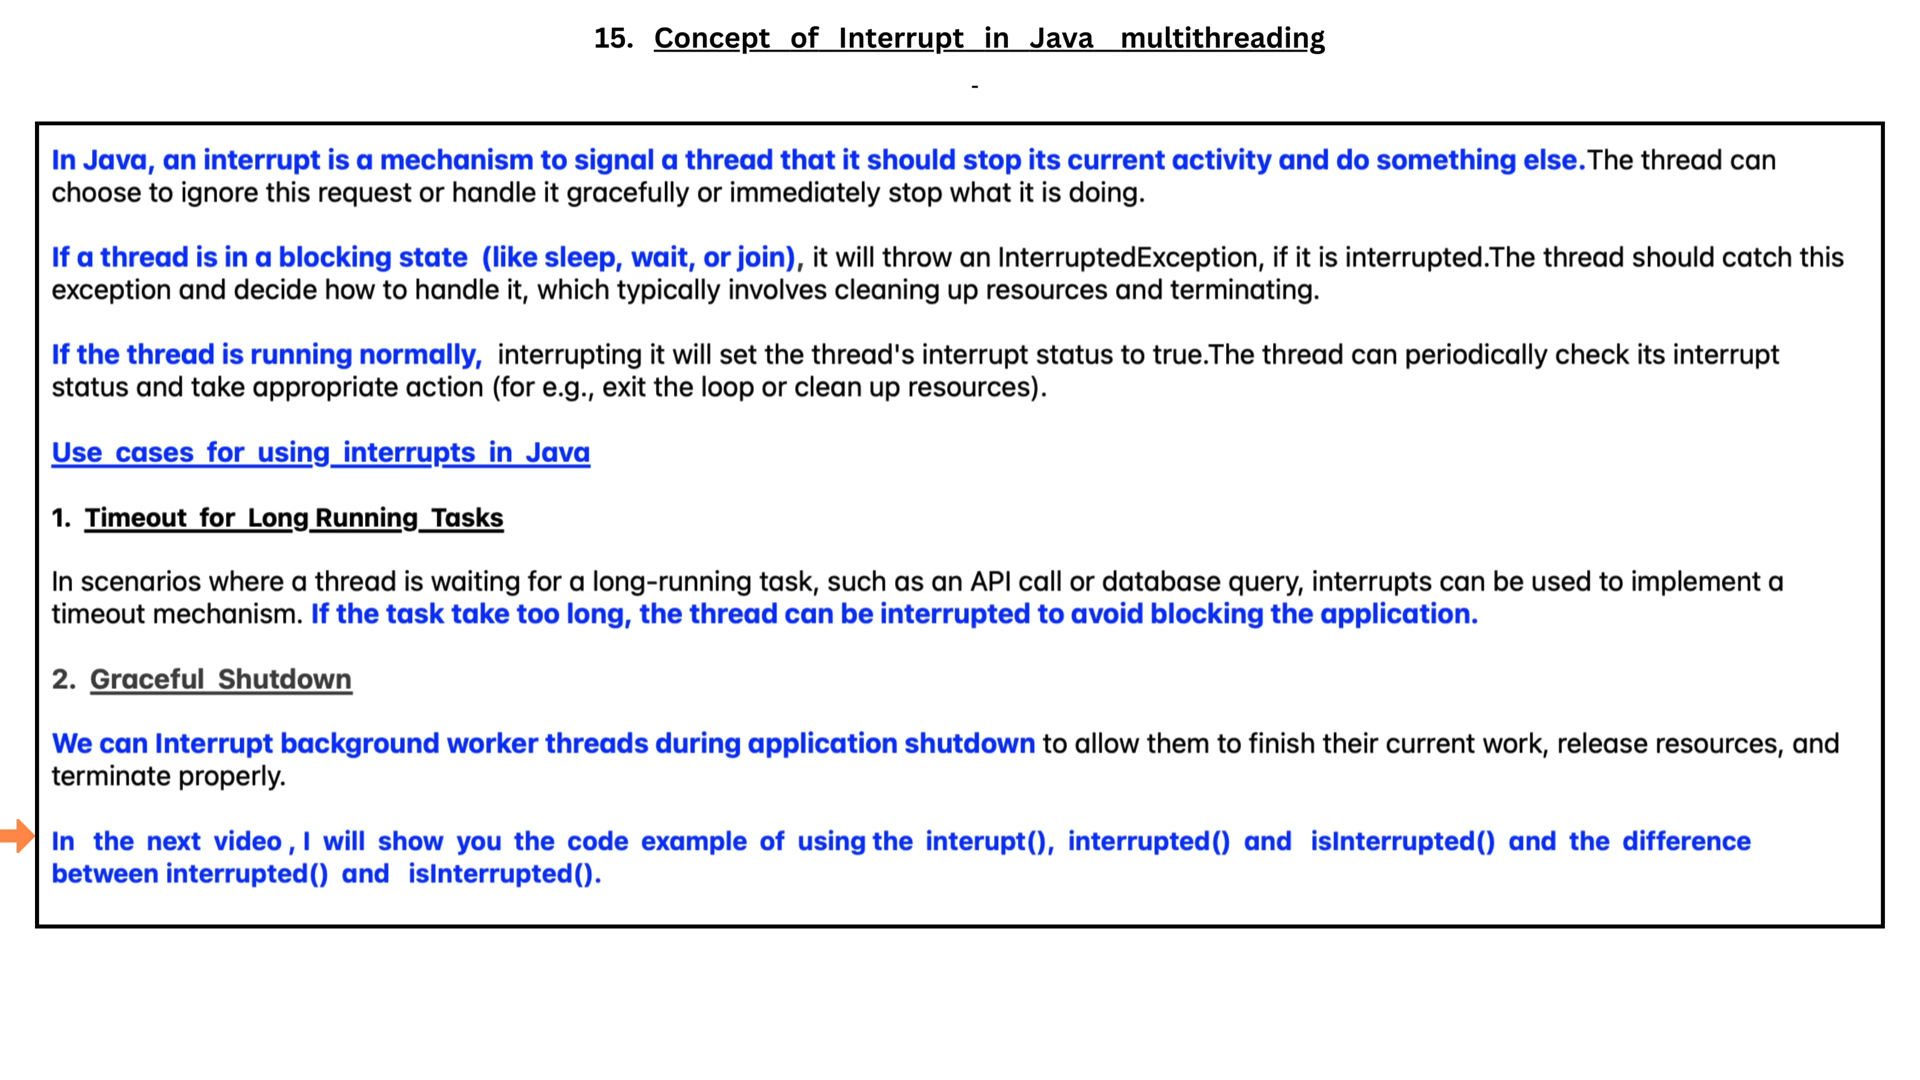 15. Concept of Interrupt in Java multithreading
-
In Java, an interrupt is a mechanism to signal a thread that it should stop its current activity and do something else.The thread can
choose to ignore this request or handle it gracefully or immediately stop what it is doing.
If a thread is in a blocking state (like sleep, wait, or join), it will throw an InterruptedException, if it is interrupted.The thread should catch this
exception and decide how to handle it, which typically involves cleaning up resources and terminating.
If the thread is running normally, interrupting it will set the thread's interrupt status to true.The thread can periodically check its interrupt
status and take appropriate action (for e.g., exit the loop or clean up resources).
Use cases for using interrupts in Java
1. Timeout for Long Running Tasks
In scenarios where a thread is waiting for a long-running task, such as an API call or database query, interrupts can be used to implement a
timeout mechanism. If the task take too long, the thread can be interrupted to avoid blocking the application.
2. Graceful Shutdown
We can Interrupt background worker threads during application shutdown to allow them to finish their current work, release resources, and
terminate properly.
In the next video , I will show you the code example of using the interupt(), interrupted() and isInterrupted() and the difference
between interrupted() and isInterrupted().